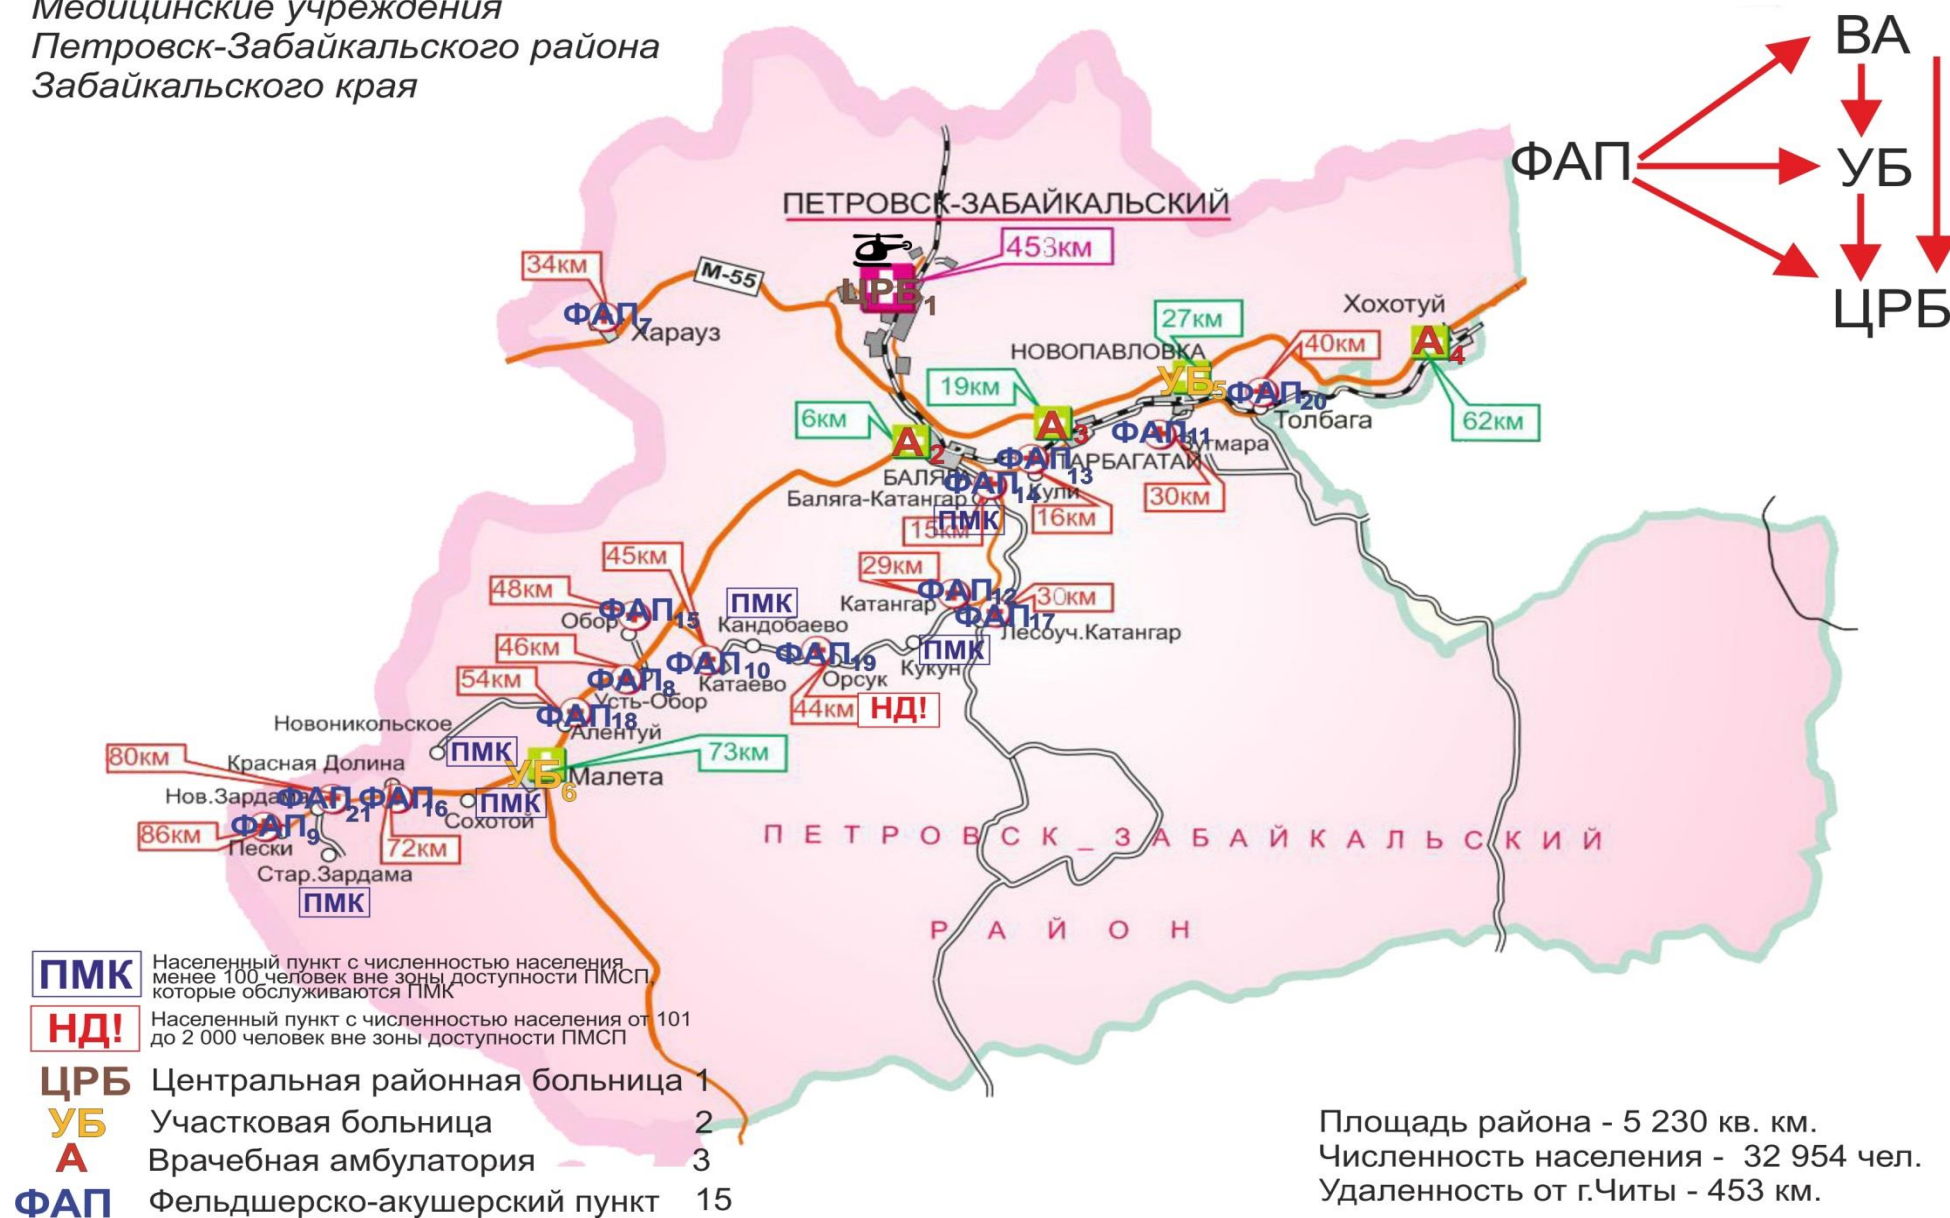 Медицинские учреждения
Петровск-Забайкальского района
Забайкальского края
ВА
ФАП
УБ
ЦРБ
ПЕТРОВСК-ЗАБАЙКАЛЬСКИЙ
453км
34км
М-55
ЦРБ1
ФАП7
Харауз
27км
Хохотуй
НОВОПАВЛОВКА
40км
А4
19км
УБ5
ФАП20
6км
62км
Толбага
А3
А2
ФАП11
Зугмара
ФАП13
ТАРБАГАТАЙ
БАЛЯГА
ФАП14
Кули
Баляга-Катангар
30км
ПМК
16км
15км
45км
29км
48км
ФАП12
30км
ПМК
Катангар
ФАП15
ФАП17
Обор
Кандобаево
Лесоуч.Катангар
46км
ПМК
ФАП19
ФАП10
Кукун
ФАП8
Орсук
54км
Катаево
Усть-Обор
44км
НД!
ФАП18
Новоникольское
Алентуй
ПМК
73км
80км
Красная Долина
УБ6
Малета
Нов.Зардама
ФАП21
ФАП16
ПМК
Сохотой
86км
ФАП9
Пески
72км
Стар.Зардама
ПМК
ПЕТРОВСК_ЗАБАЙКАЛЬСКИЙ
РАЙОН
ПМК Населенный пункт с численностью населения
менее 100 человек вне зоны доступности ПМСП,
которые обслуживаются ПМК
НД! Населенный пункт с численностью населения от 101
до 2 000 человек вне зоны доступности ПМСП
ЦРБ Центральная районная больница 1
УБ Участковая больница 2
А Врачебная амбулатория 3
ФАП Фельдшерско-акушерский пункт 15
Площадь района - 5 230 кв. км.
Численность населения - 32 954 чел.
Удаленность от г.Читы - 453 км.